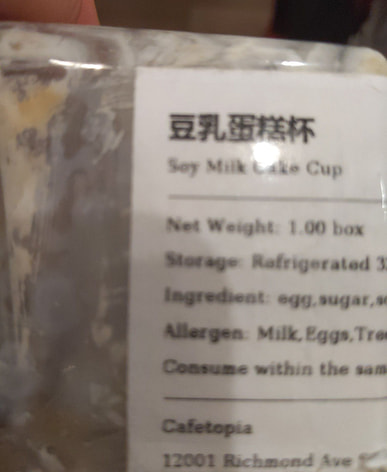 豆乳蛋糕杯
Soy Milk Cake Cup
Net Weight: 1.00 box
Storage: Rafrigerated
Ingredient: egg,sugar,
Allergen: Milk,Eggs,
Consume within the
Cafetopia
12001 Richmond Ave